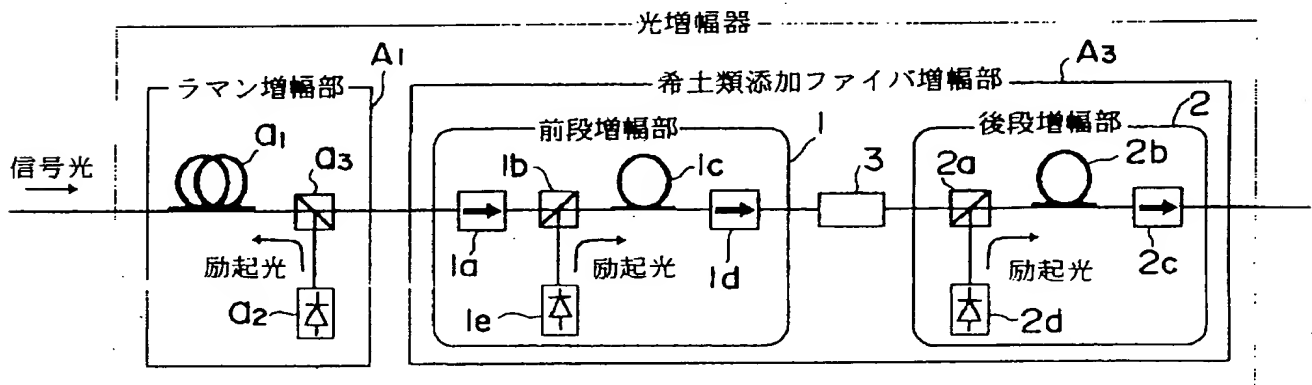 光増幅器
A1
A3
ラマン増幅部
希土類添加ファイバ増幅部
前段増幅部
1
後段増幅部
2
信号光
a1
a3
1b
1c
3
2a
2b
励起光
1a
励起光
1d
励起光
2c
a2
1e
2d